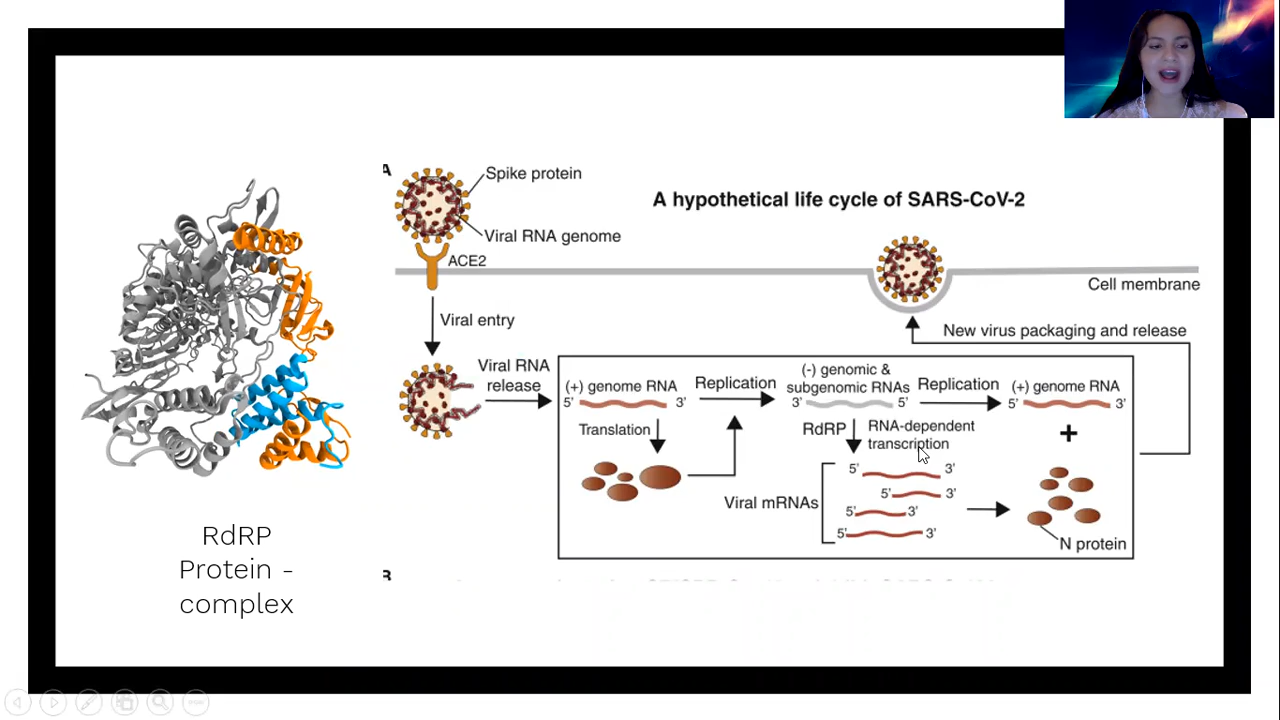 A
Spike protein
A hypothetical life cycle of SARS-CoV-2
Viral RNA genome
ACE2
Cell membrane
Viral entry
New virus packaging and release
Viral RNA
release
(+) genome RNA
5' 3'
Replication
(-) genomic &
subgenomic RNAs
3' 5'
Replication
(+) genome RNA
5' 3'
Translation
RdRP
RNA-dependent
transcription
+
Viral mRNAs
5' 3'
5' 3'
5' 3'
5' 3'
N protein
RdRP
Protein -
complex